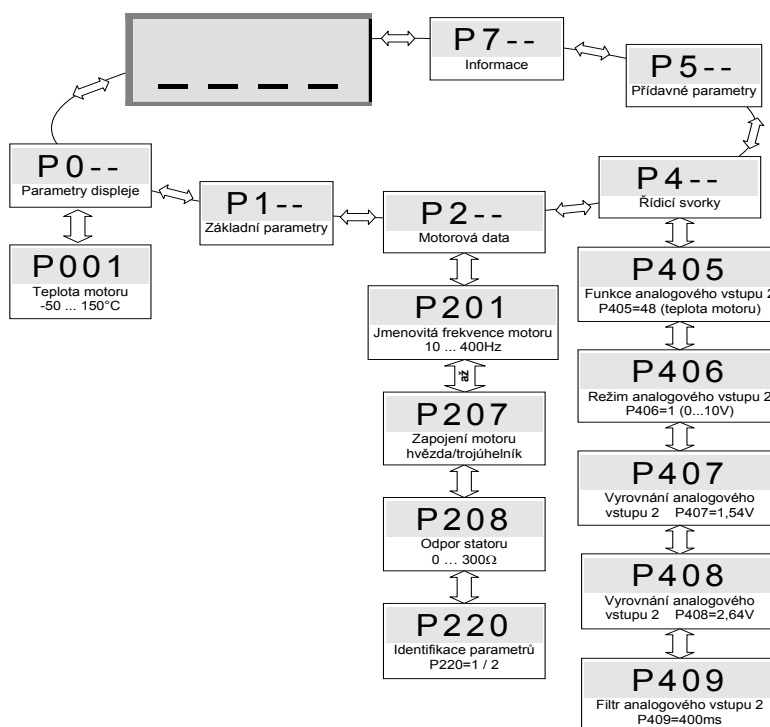 P7--
Informace
P5--
Přídavné parametry
P0--
Parametry displeje
P1--
Základní parametry
P2--
Motorová data
P4--
Řídicí svorky
P001
Teplota motoru
-50 ... 150°C
P201
Jmenovitá frekvence motoru
10 ... 400Hz
až
P207
Zapojení motoru
hvězda/trojúhelník
P208
Odpor statoru
0 ... 300Ω
P220
Identifikace parametrů
P220=1 / 2
P405
Funkce analogového vstupu 2
P405=48 (teplota motoru)
P406
Režim analogového vstupu 2
P406=1 (0...10V)
P407
Vyrovnání analogového
vstupu 2 P407=1,54V
P408
Vyrovnání analogového
vstupu 2 P408=2,64V
P409
Filtr analogového vstupu 2
P409=400ms